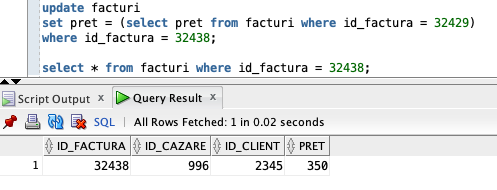 update facturi
set pret = (select pret from facturi where id_factura = 32429)
where id_factura = 32438;
select * from facturi where id_factura = 32438;
Script Output x Query Result x
SQL | All Rows Fetched: 1 in 0.02 seconds
ID_FACTURA ID_CAZARE ID_CLIENT PRET
1 32438 996 2345 350